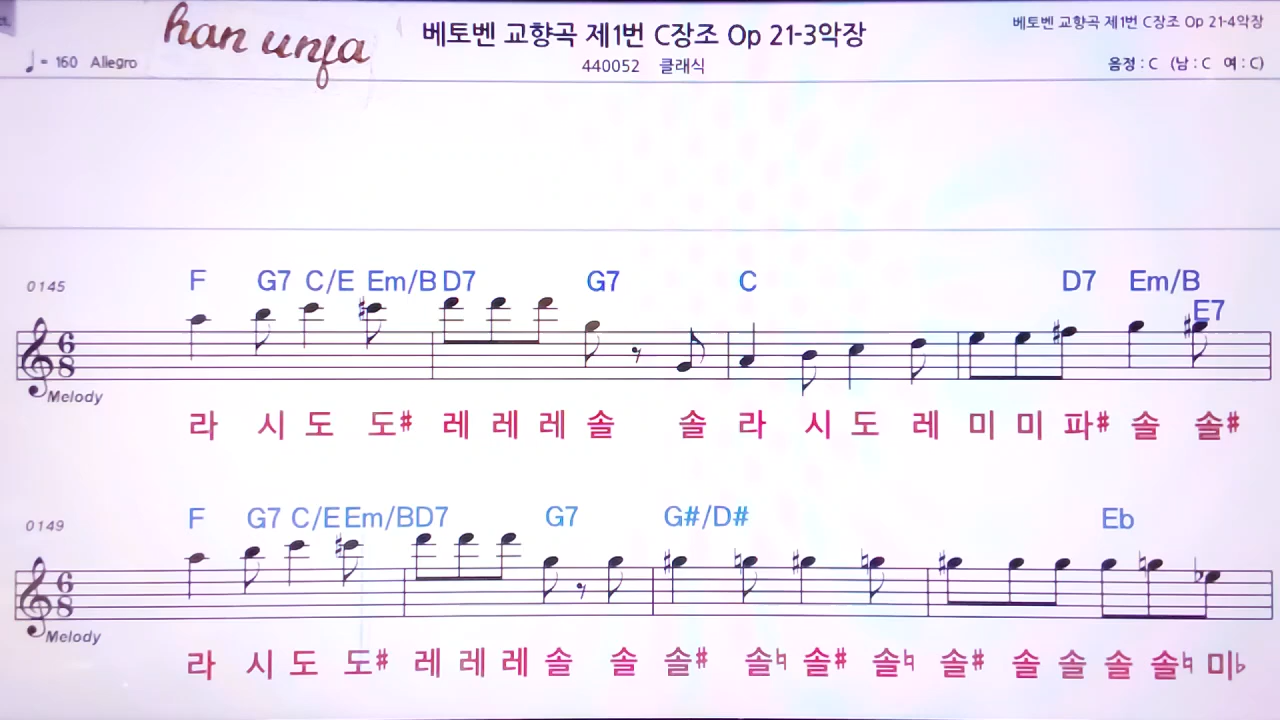 han unja
베토벤 교향곡 제1번 C장조 Op 21-3악장
베토벤 교향곡 제1번 C장조 Op 21-4악장
♩ = 160 Allegro
440052 클래식
음정 : C (남 : C 여 : C)
0145 F G7 C/E Em/B D7 G7 C D7 Em/B E7
6/8
Melody
라 시 도 도# 레 레 레 솔 솔 라 시 도 레 미 미 파# 솔 솔#
0149 F G7 C/E Em/B D7 G7 G#/D# Eb
6/8
Melody
라 시 도 도# 레 레 레 솔 솔 솔# 솔♮ 솔# 솔♮ 솔# 솔 솔 솔 솔♮ 미♭